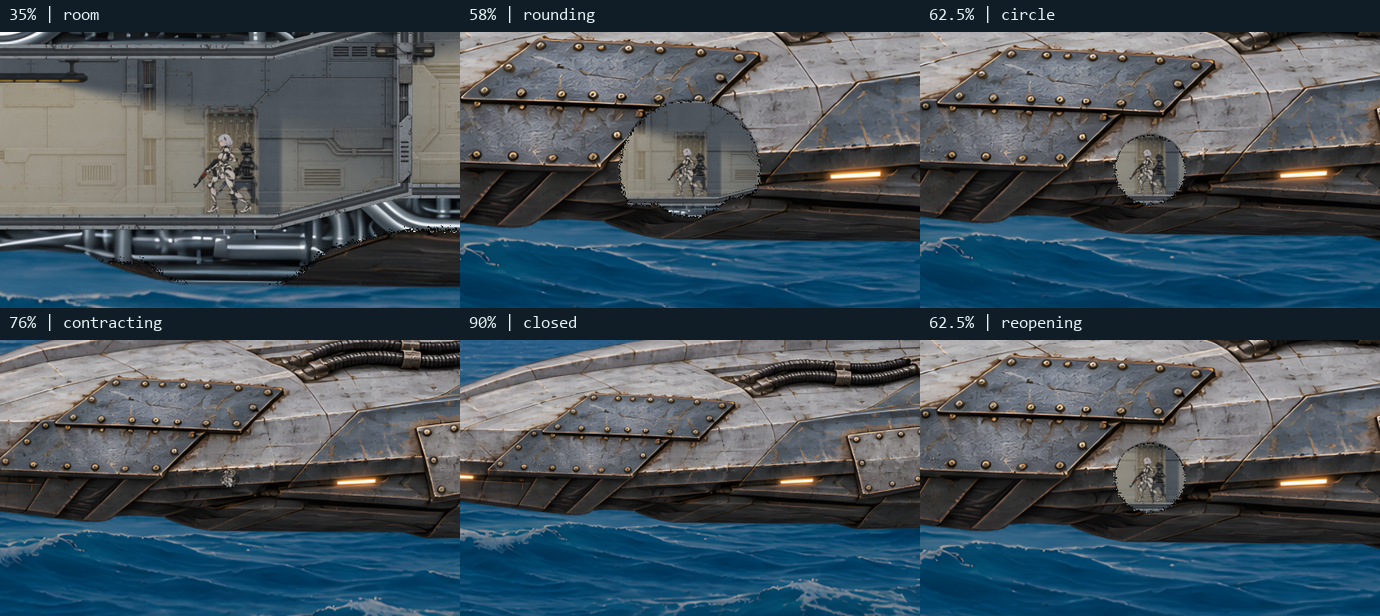 35% | room
58% | rounding
62.5% | circle
76% | contracting
90% | closed
62.5% | reopening